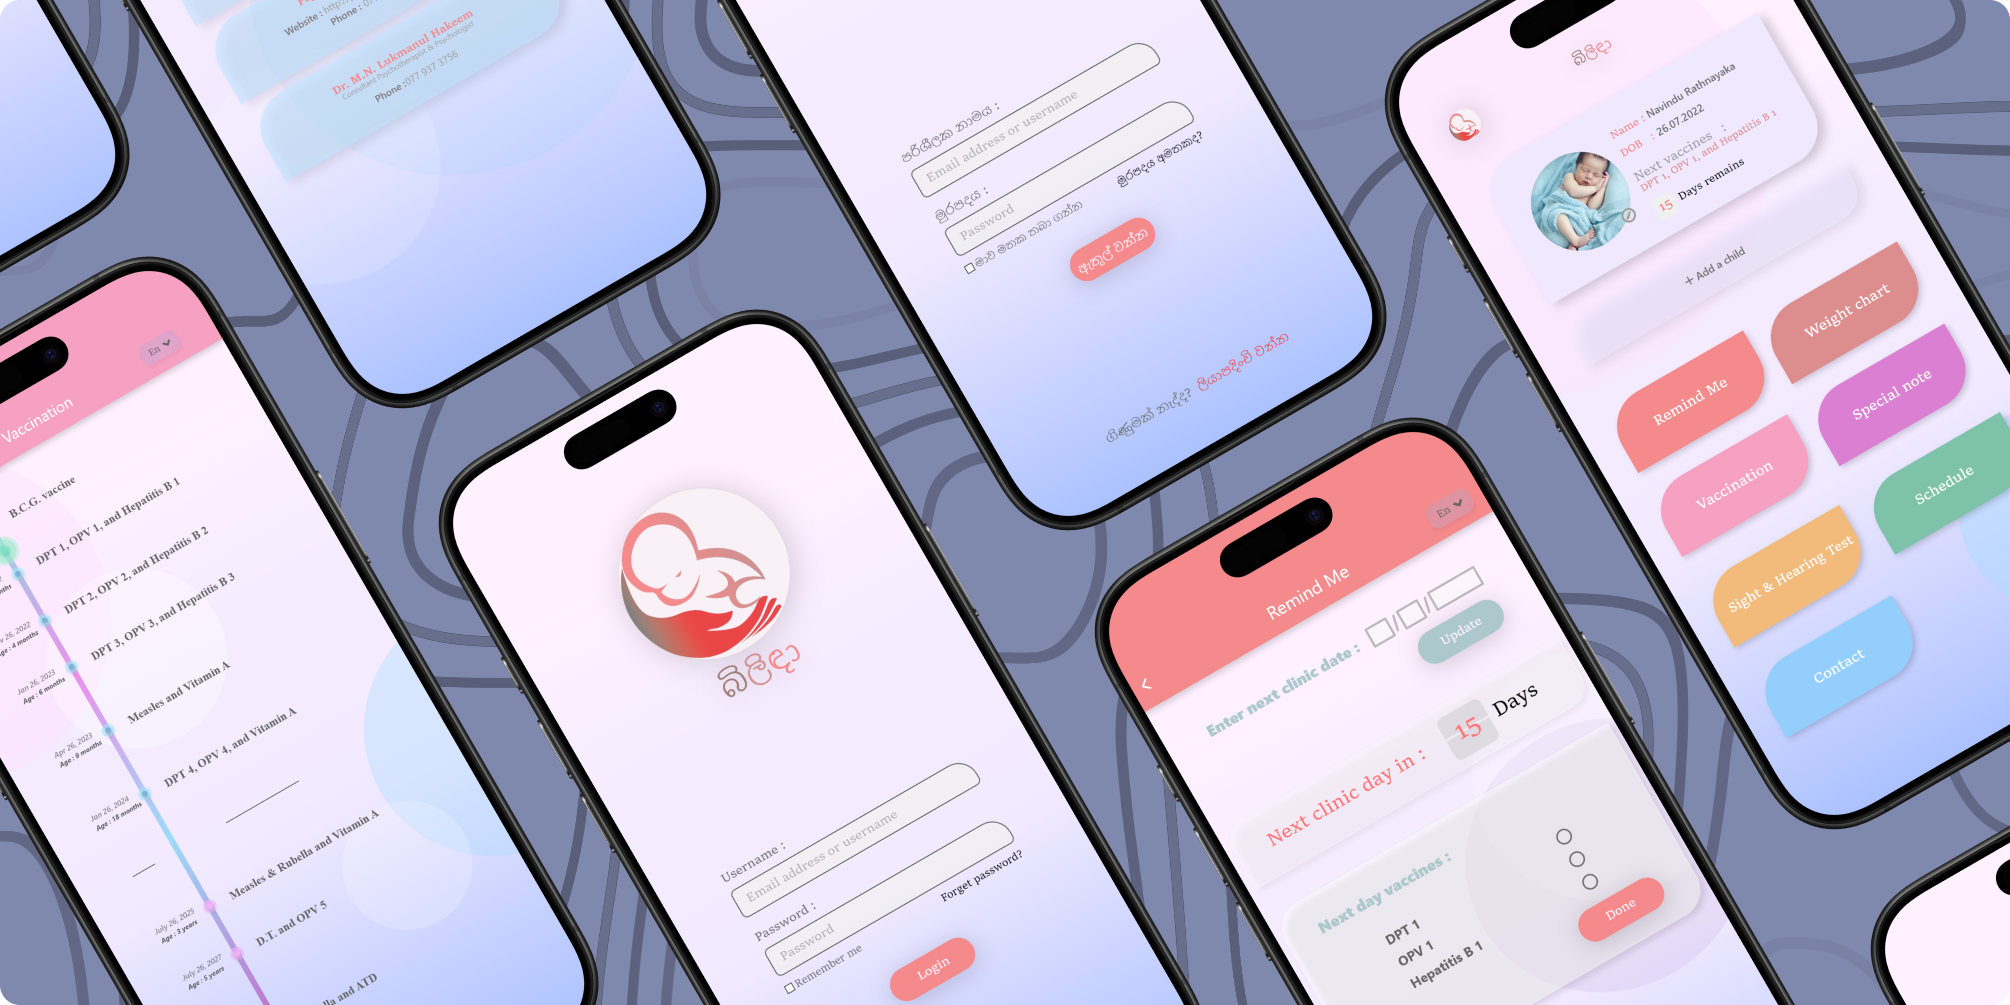 Website : http:/
Phone : 07
Dr. M.N. Lukmanul Hakeem
Consultant Psychotherapist & Psychologist
Phone :077 937 3756
En
Vaccination
B.C.G. vaccine
DPT 1, OPV 1, and Hepatitis B 1
DPT 2, OPV 2, and Hepatitis B 2
26, 2022
Age : 4 months
DPT 3, OPV 3, and Hepatitis B 3
Jan 26, 2023
Age : 6 months
Measles and Vitamin A
Apr 26, 2023
Age : 9 months
DPT 4, OPV 4, and Vitamin A
Jan 26, 2024
Age : 18 months
Measles & Rubella and Vitamin A
July 26, 2025
Age : 3 years
D.T. and OPV 5
July 26, 2027
Age : 5 years
lla and ATD
බිලිඳා
Username :
Email address or username
Password :
Password
Forget password?
Remember me
Login
පරිශීලක නාමය :
Email address or username
මුරපදය :
Password
මුරපදය අමතකද?
මාව මතක තබා ගන්න
ඇතුල් වන්න
ගිණුමක් නැද්ද? ලියාපදිංචි වන්න
En
Remind Me
Enter next clinic date : / /
Update
Next clinic day in : 15 Days
Next day vaccines :
DPT 1
OPV 1
Hepatitis B 1
Done
බිලිඳා
Name : Navindu Rathnayaka
DOB : 26.07.2022
Next vaccines :
DPT 1, OPV 1, and Hepatitis B 1
15 Days remains
+ Add a child
Remind Me
Weight chart
Vaccination
Special note
Sight & Hearing Test
Schedule
Contact